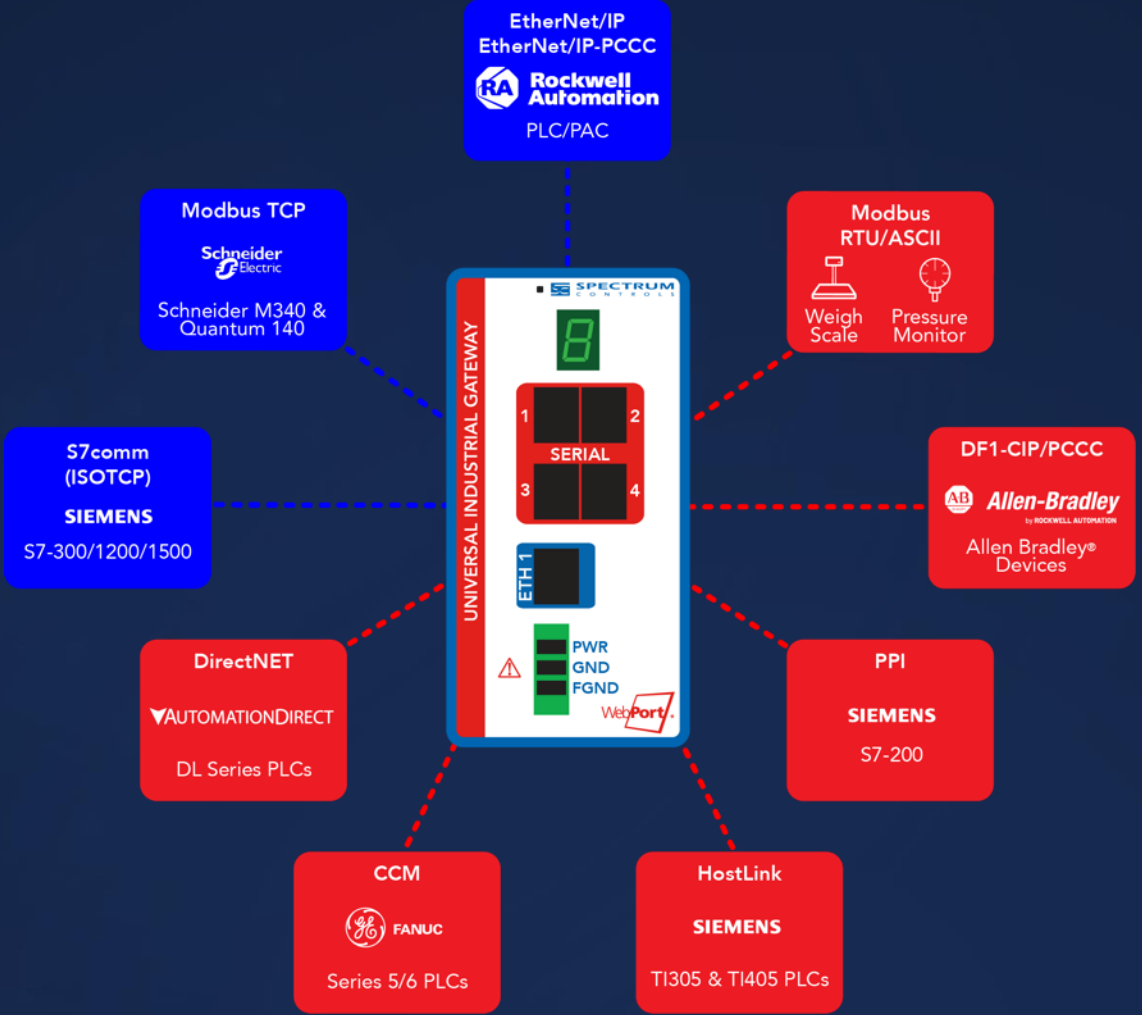 EtherNet/IP
EtherNet/IP-PCCC
RA Rockwell
Automation
PLC/PAC
Modbus TCP
Schneider
Electric
Schneider M340 &
Quantum 140
Modbus
RTU/ASCII
Weigh
Scale
Pressure
Monitor
S7comm
(ISOTCP)
SIEMENS
S7-300/1200/1500
UNIVERSAL INDUSTRIAL GATEWAY
SC SPECTRUM
CONTROLS
8
1
2
SERIAL
3
4
ETH 1
PWR
GND
FGND
WebPort
DF1-CIP/PCCC
AB Allen-Bradley
by ROCKWELL AUTOMATION
Allen Bradley®
Devices
DirectNET
AUTOMATIONDIRECT
DL Series PLCs
PPI
SIEMENS
S7-200
CCM
GE FANUC
Series 5/6 PLCs
HostLink
SIEMENS
TI305 & TI405 PLCs